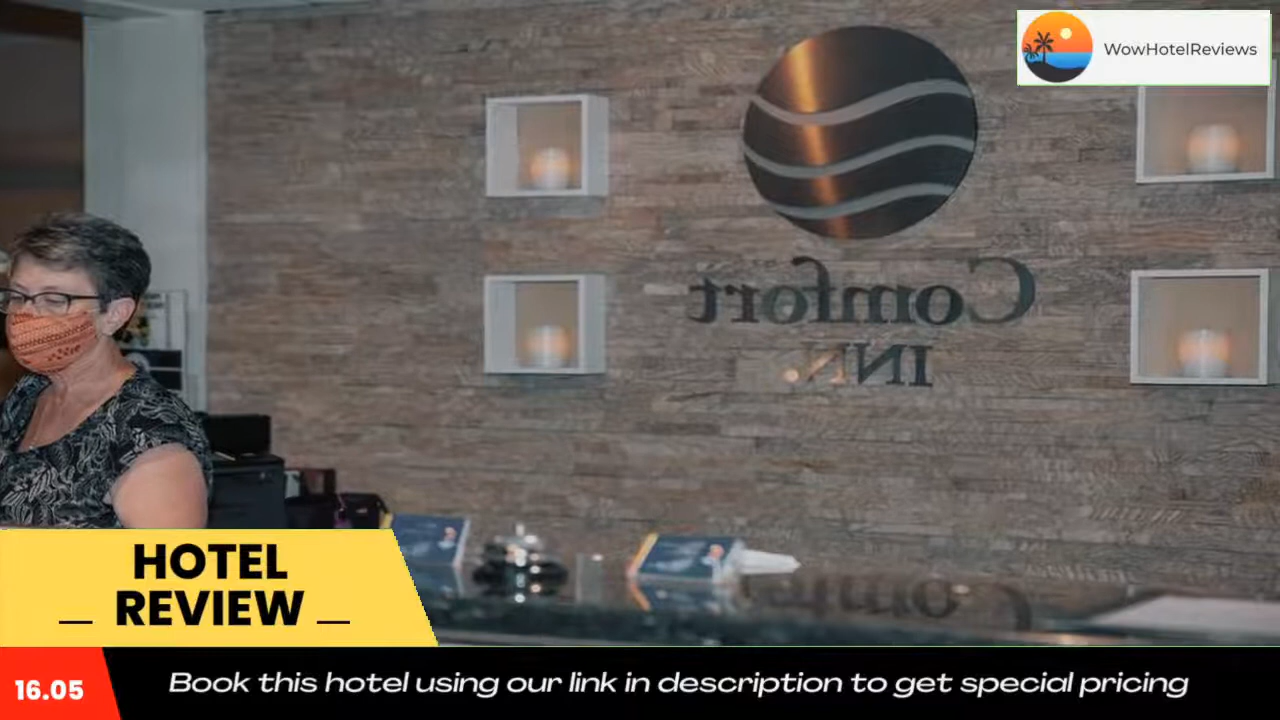 WowHotelReviews
Comfort
INN
HOTEL
REVIEW
16.05
Book this hotel using our link in description to get special pricing